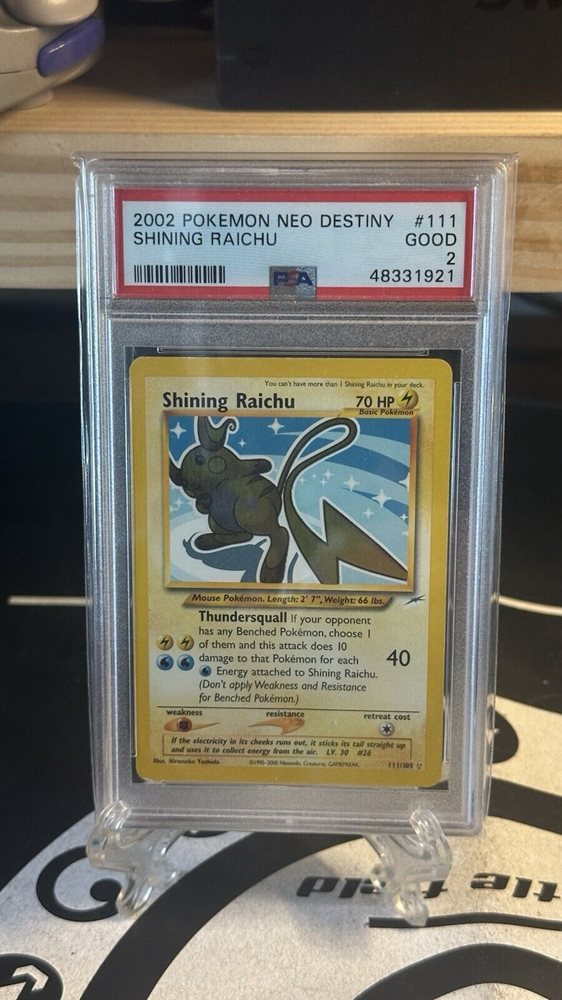 2002 POKEMON NEO DESTINY #111
SHINING RAICHU GOOD
2
PSA 48331921
You can't have more than 1 Shining Raichu in your deck.
Shining Raichu 70 HP
Basic Pokémon
Mouse Pokémon. Length: 2' 7", Weight: 66 lbs.
Thundersquall If your opponent
has any Benched Pokémon, choose 1
of them and this attack does 10
damage to that Pokémon for each
Energy attached to Shining Raichu.
(Don't apply Weakness and Resistance
for Benched Pokémon.)
40
weakness resistance retreat cost
If the electricity in its cheeks runs out, it sticks its tail straight up
and uses it to collect energy from the air. LV. 30 #26
Illus. Hironobu Yoshida ©1995-2000 Nintendo, Creatures, GAMEFREAK. 111/105